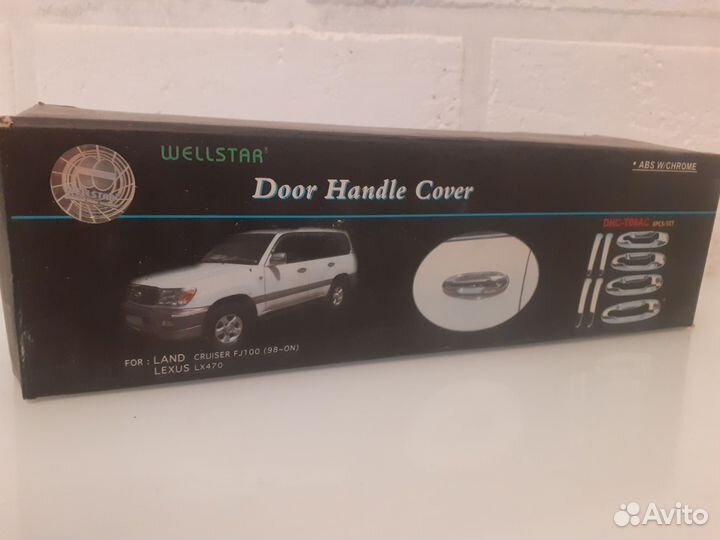 WELLSTAR
• ABS W/CHROME
Door Handle Cover
DHC-T08AC 8PCS/SET
FOR : LAND CRUISER FJ100 (98-ON)
LEXUS LX470
Avito